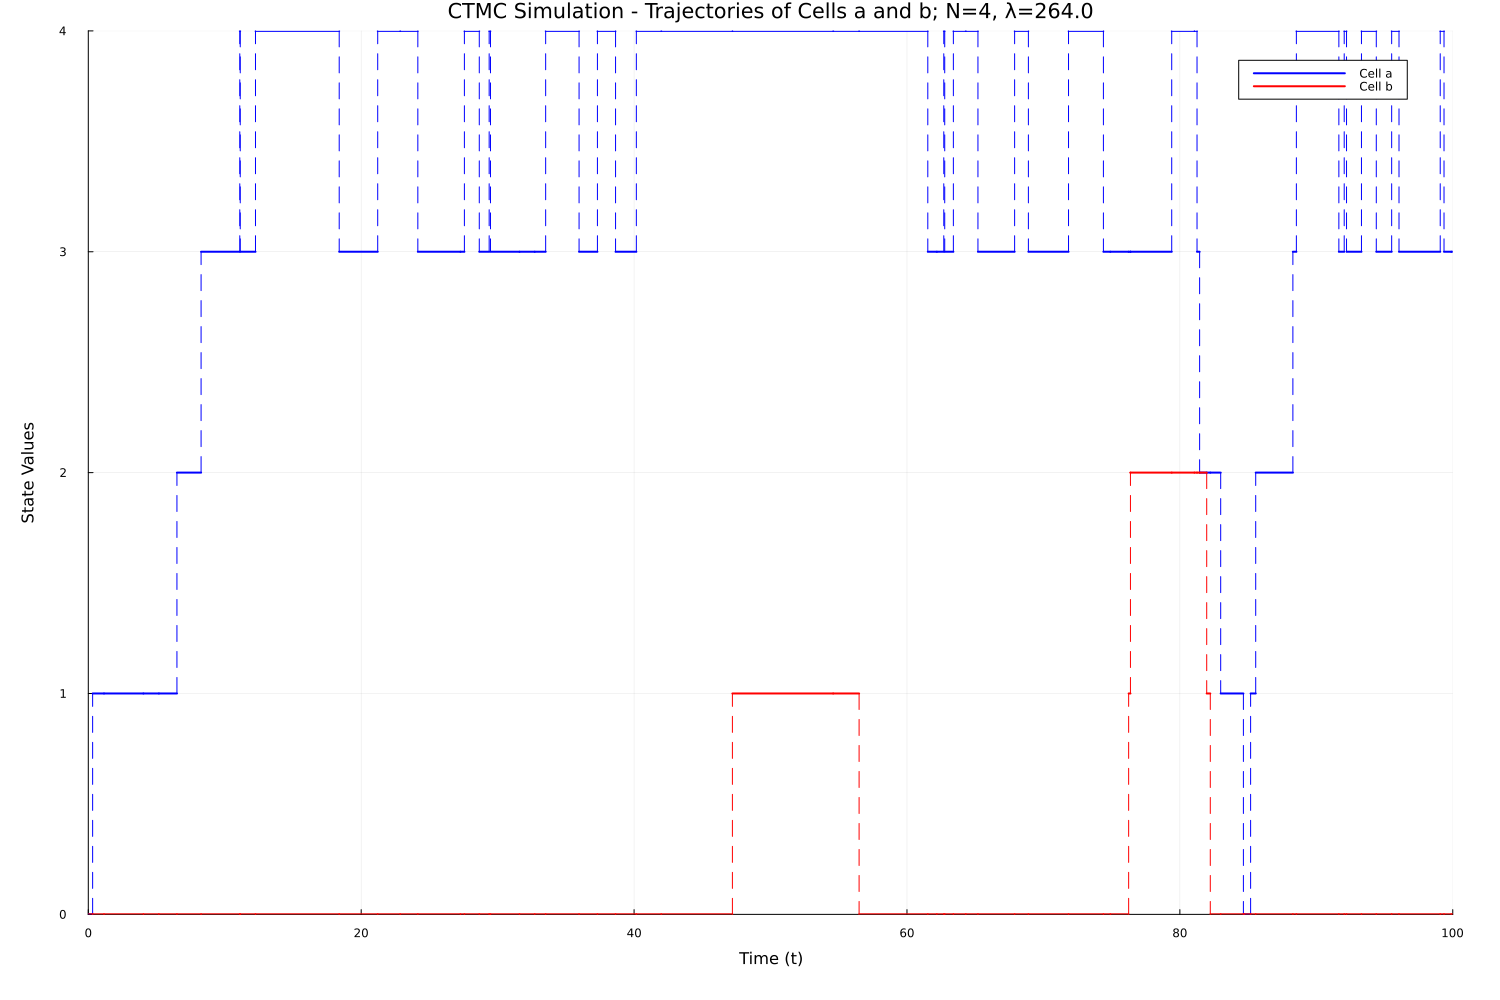 CTMC Simulation - Trajectories of Cells a and b; N=4, λ=264.0
4
Cell a
Cell b
3
State Values
2
1
0
0 20 40 60 80 100
Time (t)